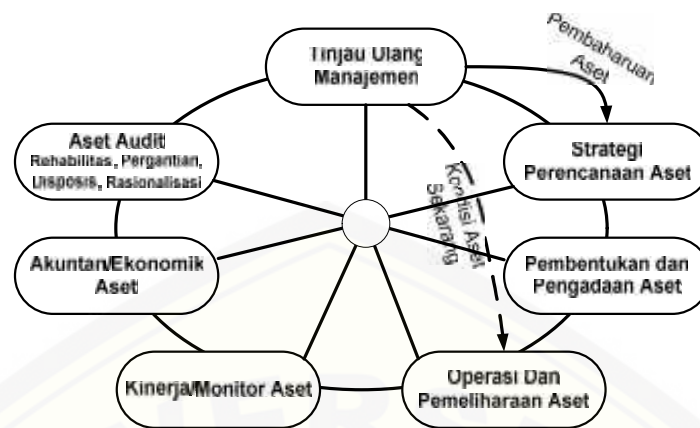 Tinjau Ulang
Manajemen
Pembaharuan
Aset
Strategi
Perencanaan Aset
Pembentukan dan
Pengadaan Aset
Kondisi Aset
Sekarang
Operasi Dan
Pemeliharaan Aset
Kinerja/Monitor Aset
Akuntan/Ekonomik
Aset
Aset Audit
Rehabilitas, Pergantian,
Disposis, Rasionalisasi